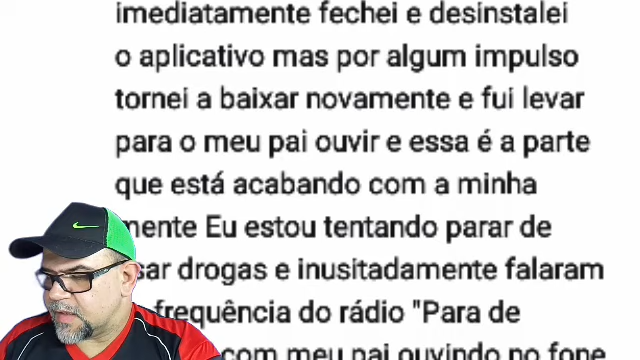 imediatamente fechei e desinstalei
o aplicativo mas por algum impulso
tornei a baixar novamente e fui levar
para o meu pai ouvir e essa é a parte
que está acabando com a minha
mente Eu estou tentando parar de
drogas e inusitadamente falaram
frequência do rádio "Para de
com meu pai ouvindo no fone